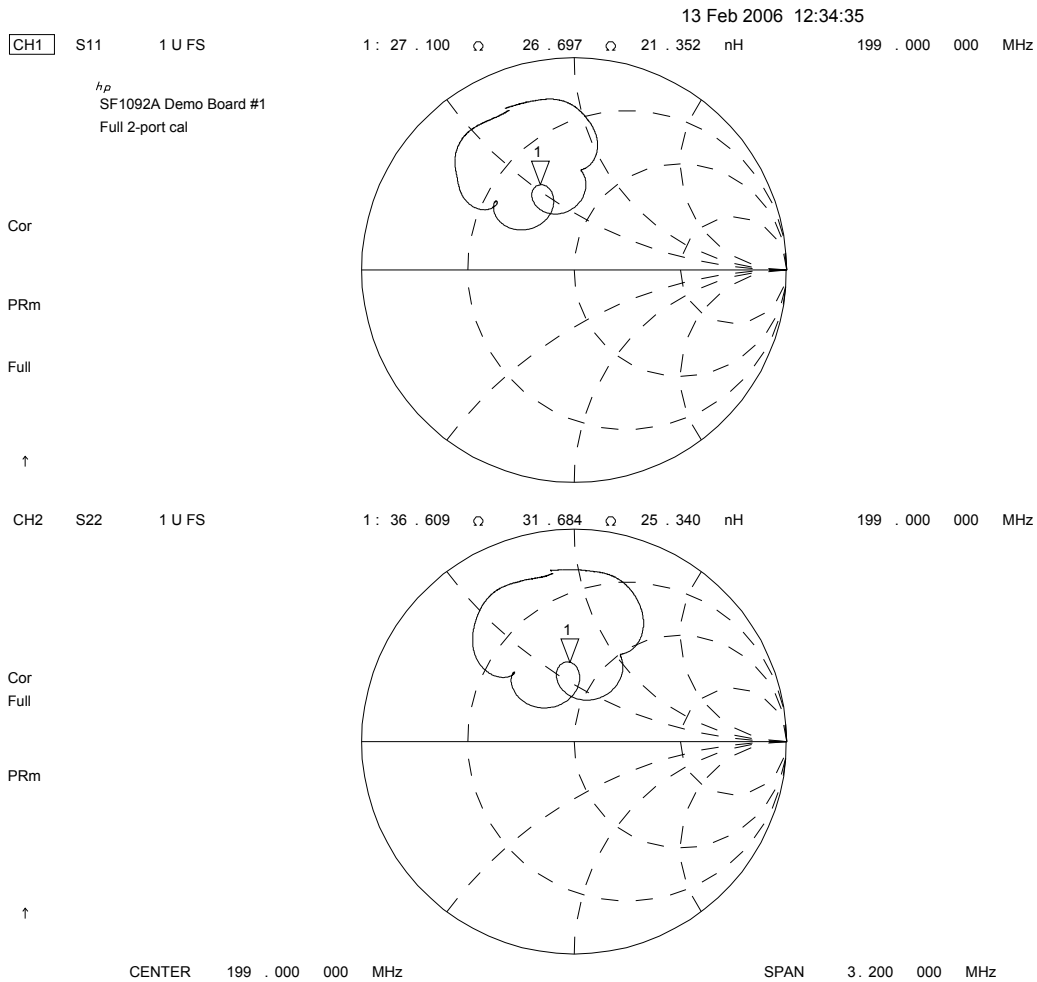 13 Feb 2006 12:34:35
CH1 S11 1 U FS 1: 27 . 100 Ω 26 . 697 Ω 21 . 352 nH 199 . 000 000 MHz
hp
SF1092A Demo Board #1
Full 2-port cal
1
Cor
PRm
Full
↑
CH2 S22 1 U FS 1: 36 . 609 Ω 31 . 684 Ω 25 . 340 nH 199 . 000 000 MHz
1
Cor
Full
PRm
↑
CENTER 199 . 000 000 MHz SPAN 3 . 200 000 MHz